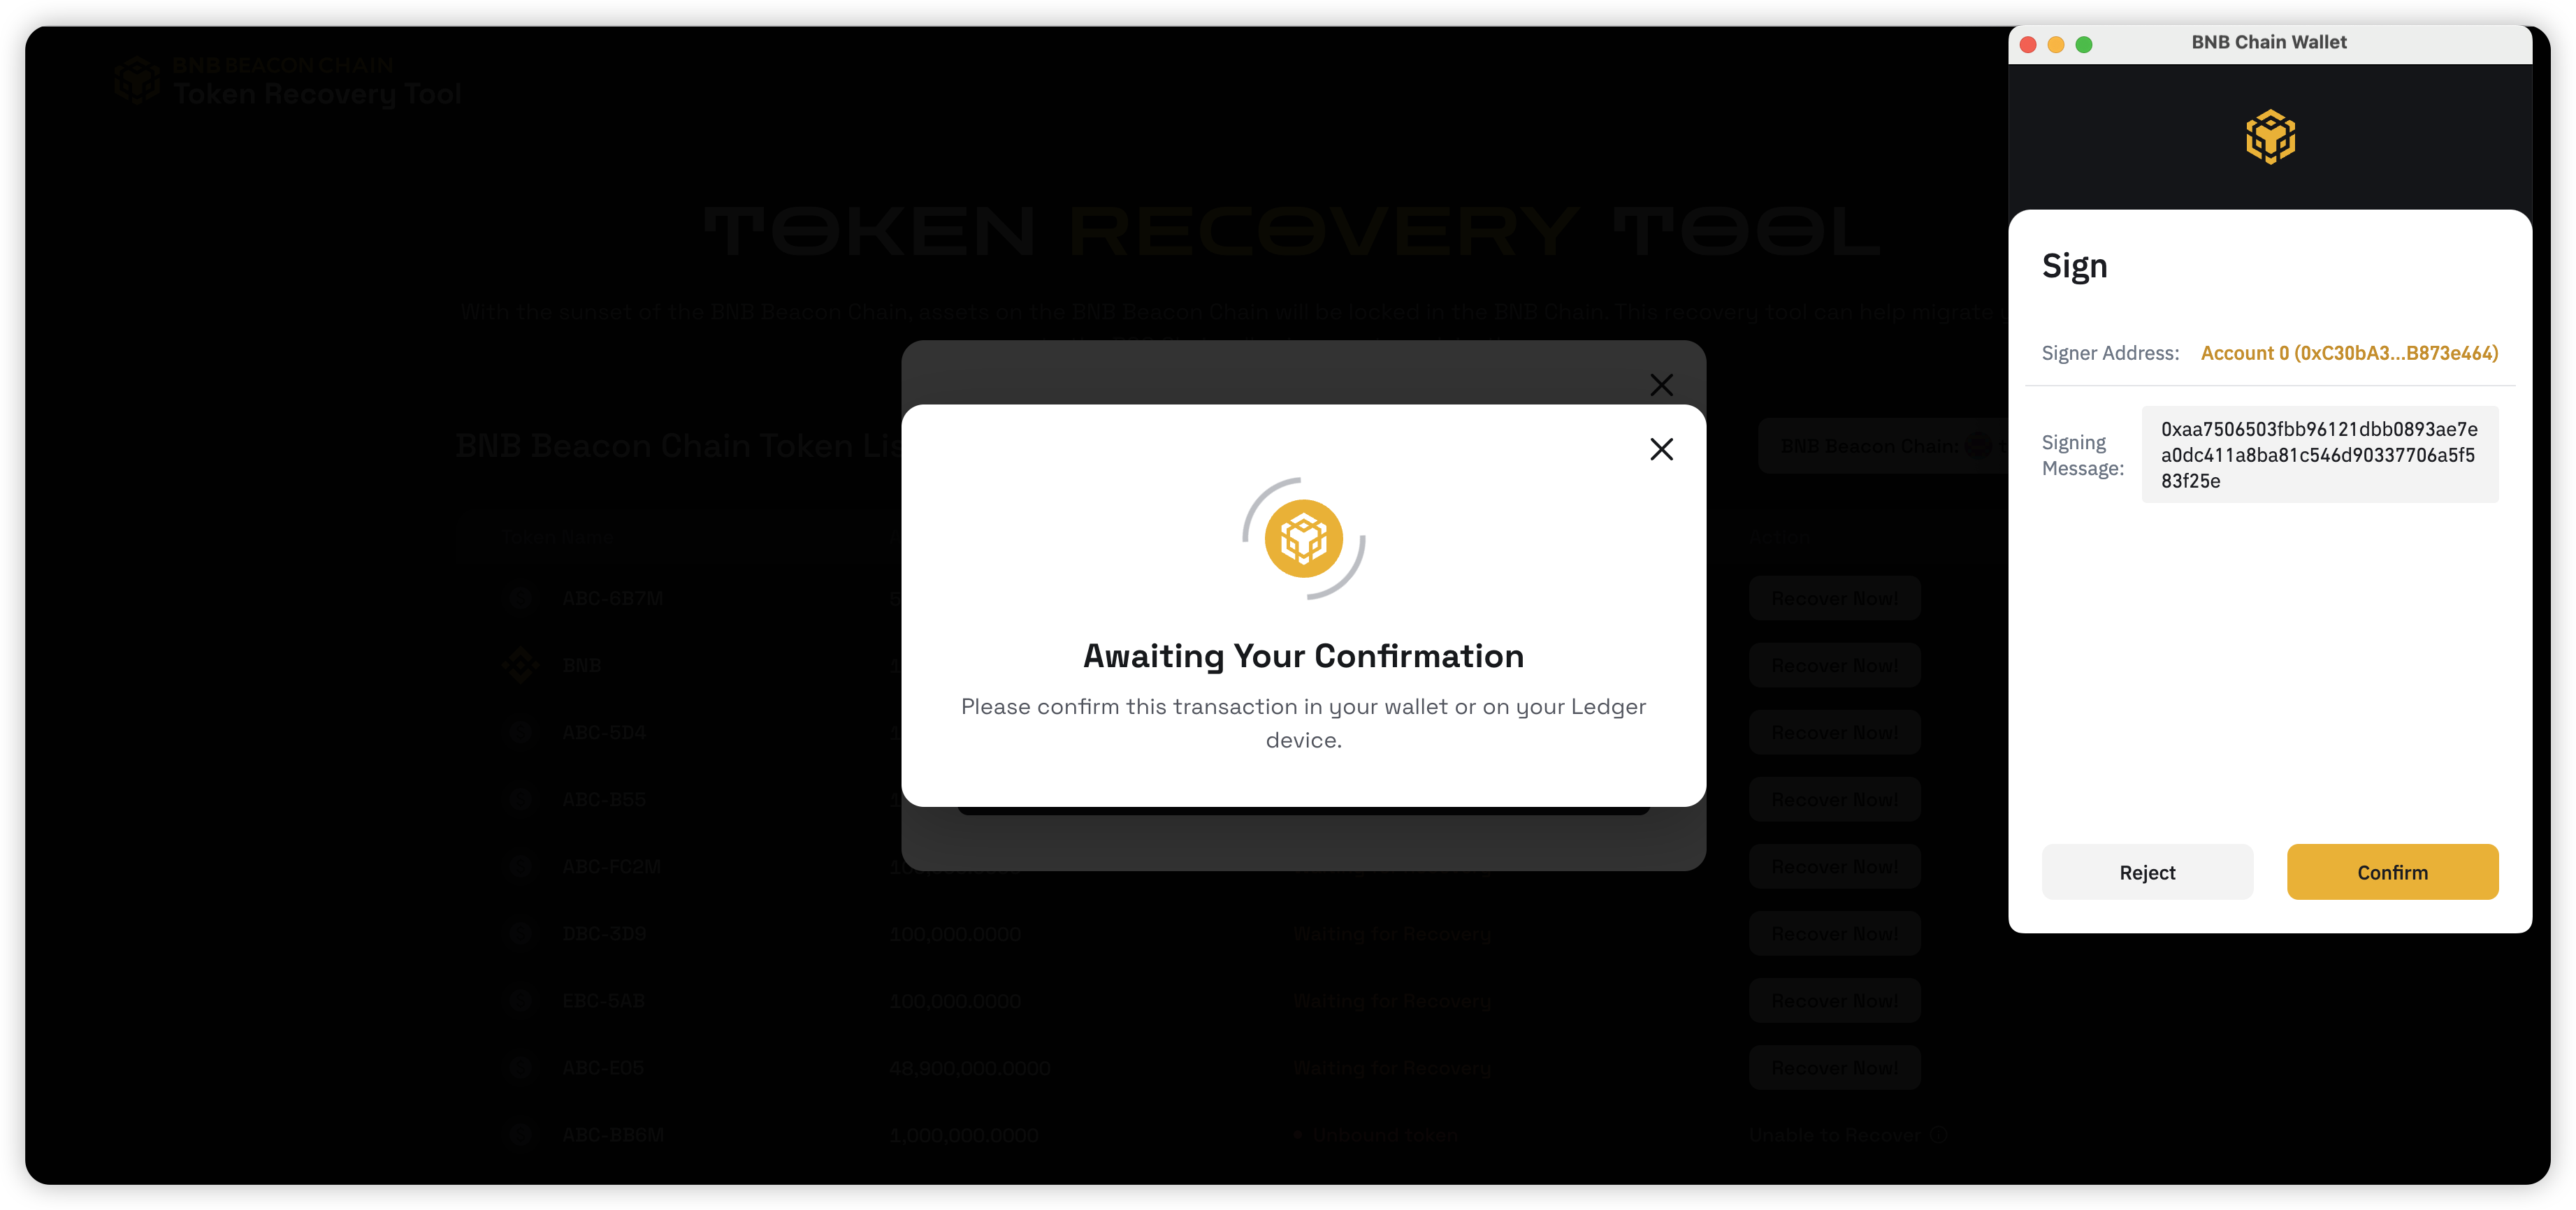 BNB BEACON CHAIN
Token Recovery Tool
TOKEN RECOVERY TOOL
With the sunset of the BNB Beacon Chain, assets on the BNB Beacon Chain will be locked in the BNB Chain. This recovery tool can help migrate
BNB Beacon Chain Token Lis
BNB Beacon Chain:
Token Name
Action
ABC-6B7M
Recover Now!
BNB
Recover Now!
ABC-5D4
Recover Now!
ABC-B55
Recover Now!
ABC-FC2M
Recover Now!
DBC-3D9 100,000.0000 Waiting for Recovery Recover Now!
EBC-5AB 100,000.0000 Waiting for Recovery Recover Now!
ABC-E05 48,900,000.0000 Waiting for Recovery Recover Now!
ABC-BB6M 1,000,000.0000 Unbound token Unable to Recover
Awaiting Your Confirmation
Please confirm this transaction in your wallet or on your Ledger
device.
BNB Chain Wallet
Sign
Signer Address: Account 0 (0xC30bA3...B873e464)
Signing
Message:
0xaa7506503fbb96121dbb0893ae7e
a0dc411a8ba81c546d90337706a5f5
83f25e
Reject
Confirm